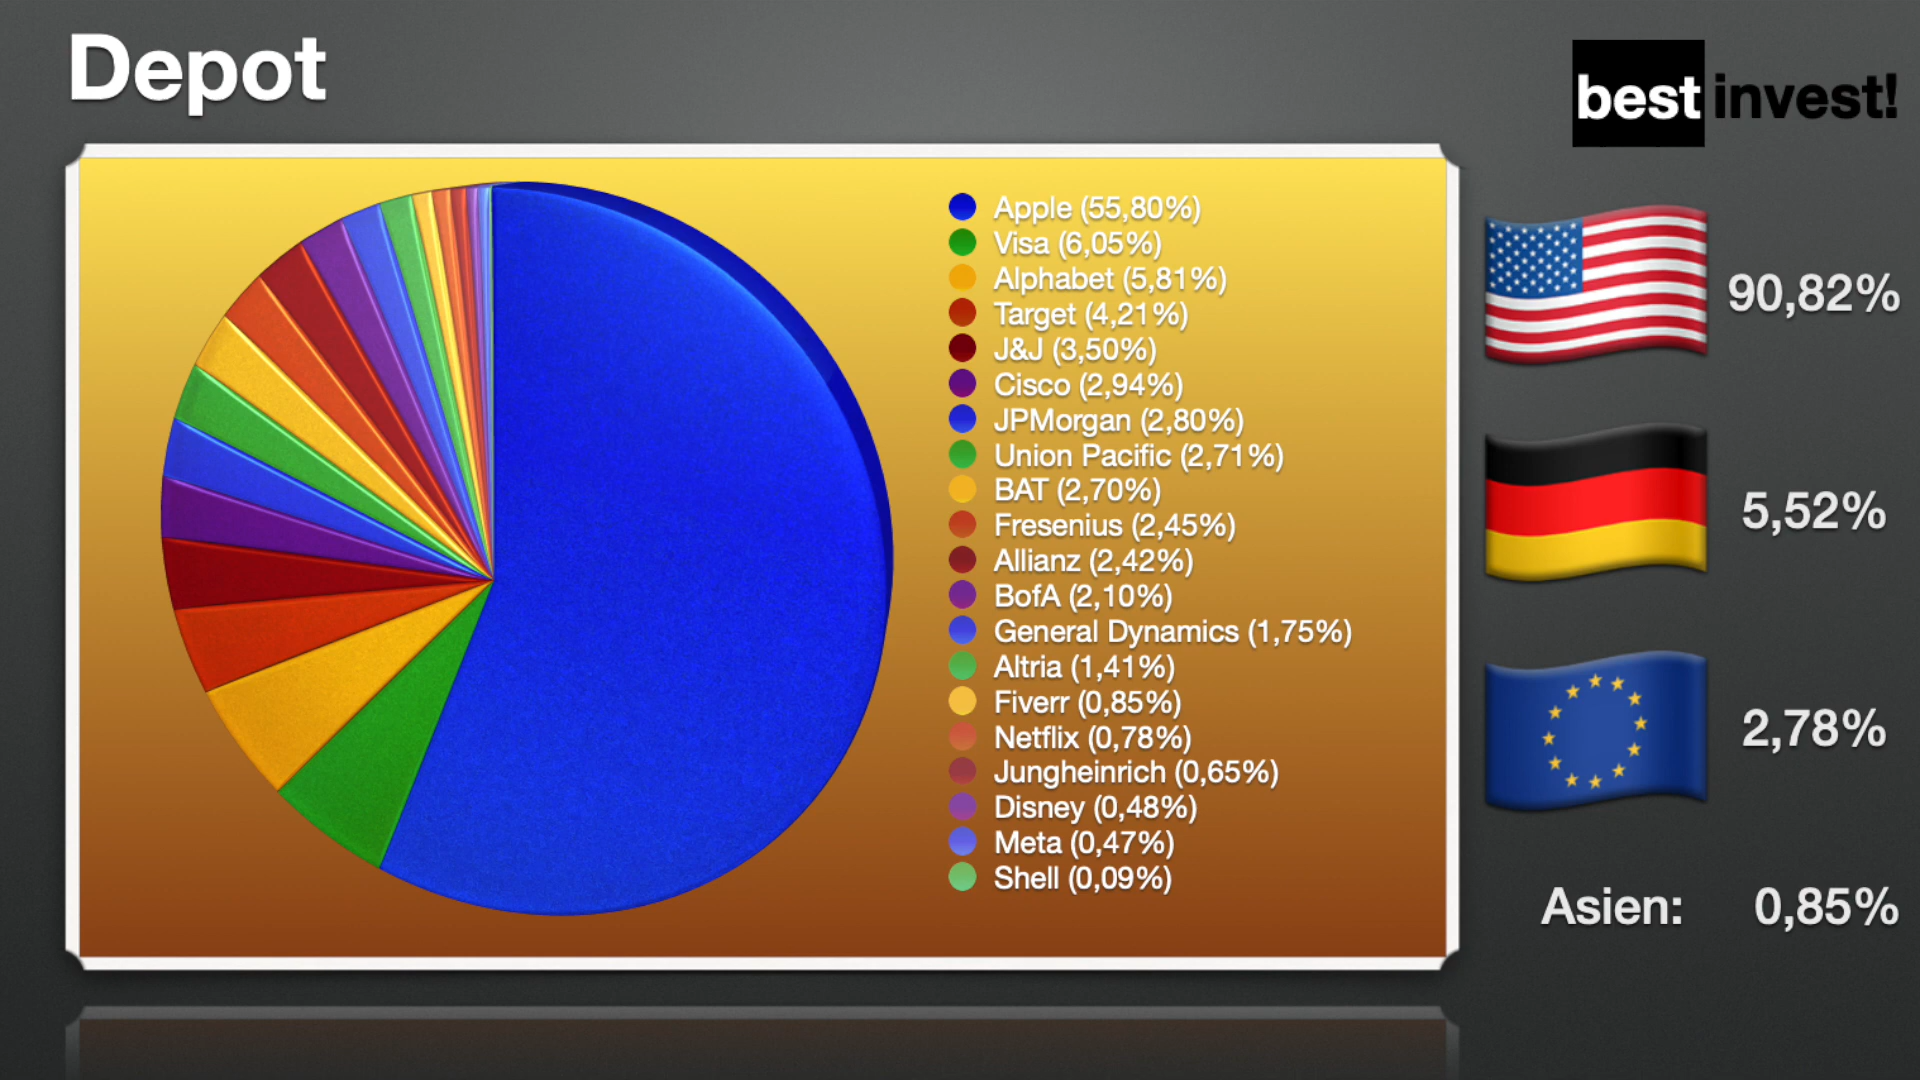 Depot
best invest!
Apple (55,80%)
Visa (6,05%)
Alphabet (5,81%)
Target (4,21%)
J&J (3,50%)
Cisco (2,94%)
JPMorgan (2,80%)
Union Pacific (2,71%)
BAT (2,70%)
Fresenius (2,45%)
Allianz (2,42%)
BofA (2,10%)
General Dynamics (1,75%)
Altria (1,41%)
Fiverr (0,85%)
Netflix (0,78%)
Jungheinrich (0,65%)
Disney (0,48%)
Meta (0,47%)
Shell (0,09%)
90,82%
5,52%
2,78%
Asien: 0,85%